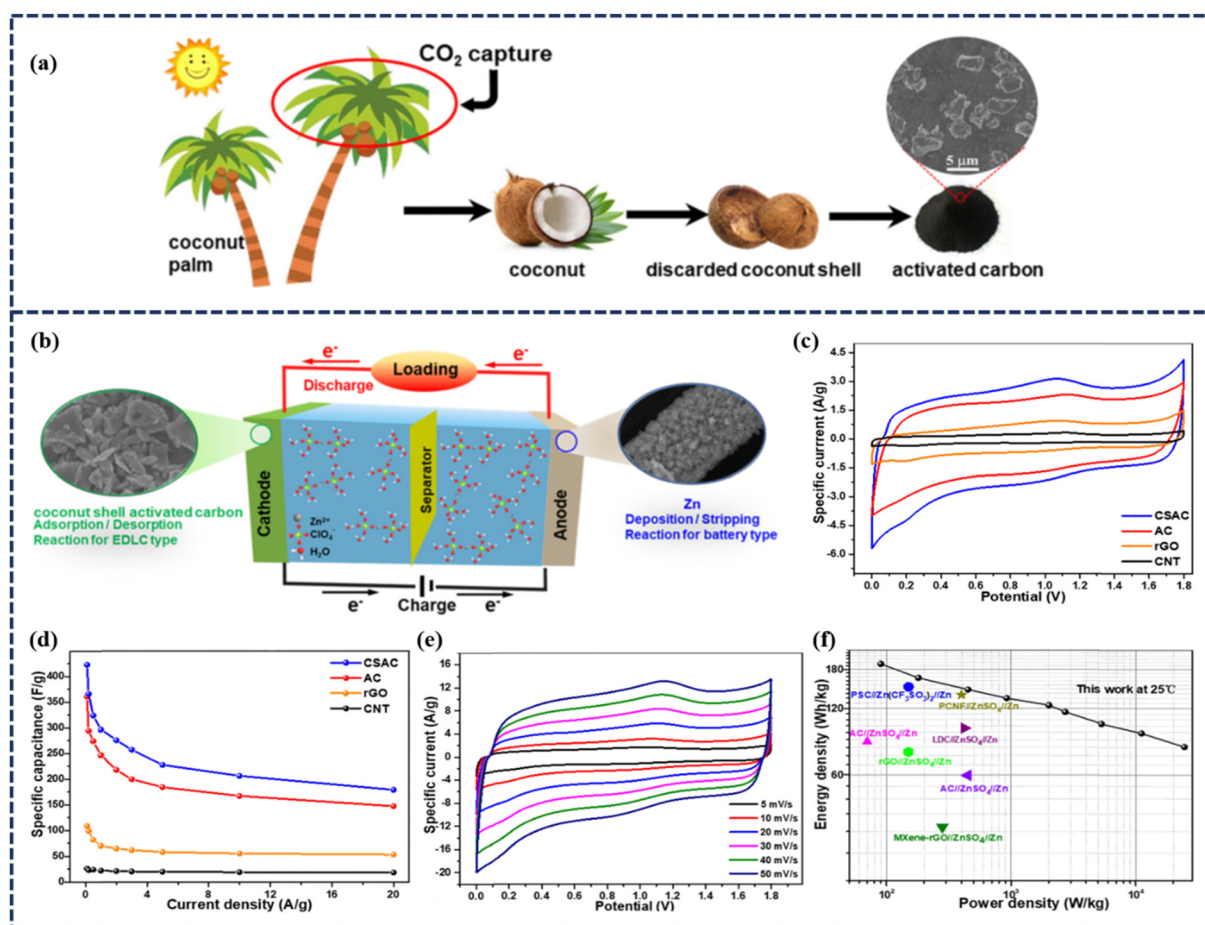 (a)
CO2 capture
5 μm
coconut
palm
coconut
discarded coconut shell
activated carbon
(b)
e-
Loading
e-
Discharge
Cathode
Separator
Anode
Zn2+
ClO4-
H2O
coconut shell activated carbon
Adsorption / Desorption
Reaction for EDLC type
Zn
Deposition / Stripping
Reaction for battery type
e-
Charge
e-
(c)
Specific current (A/g)
4.5
3.0
1.5
0.0
-1.5
-3.0
-4.5
-6.0
CSAC
AC
rGO
CNT
0.0 0.2 0.4 0.6 0.8 1.0 1.2 1.4 1.6 1.8
Potential (V)
(d)
Specific capacitance (F/g)
400
350
300
250
200
150
100
50
0
CSAC
AC
rGO
CNT
0 5 10 15 20
Current density (A/g)
(e)
Specific current (A/g)
16
12
8
4
0
-4
-8
-12
-16
-20
5 mV/s
10 mV/s
20 mV/s
30 mV/s
40 mV/s
50 mV/s
0.0 0.2 0.4 0.6 0.8 1.0 1.2 1.4 1.6 1.8
Potential (V)
(f)
Energy density (Wh/kg)
180
120
60
This work at 25℃
PSC//Zn(CF3SO3)2//Zn
PCNF//ZnSO4//Zn
AC//ZnSO4//Zn
LDC//ZnSO4//Zn
rGO//ZnSO4//Zn
AC//ZnSO4//Zn
MXene-rGO//ZnSO4//Zn
10^2 10^3 10^4
Power density (W/kg)